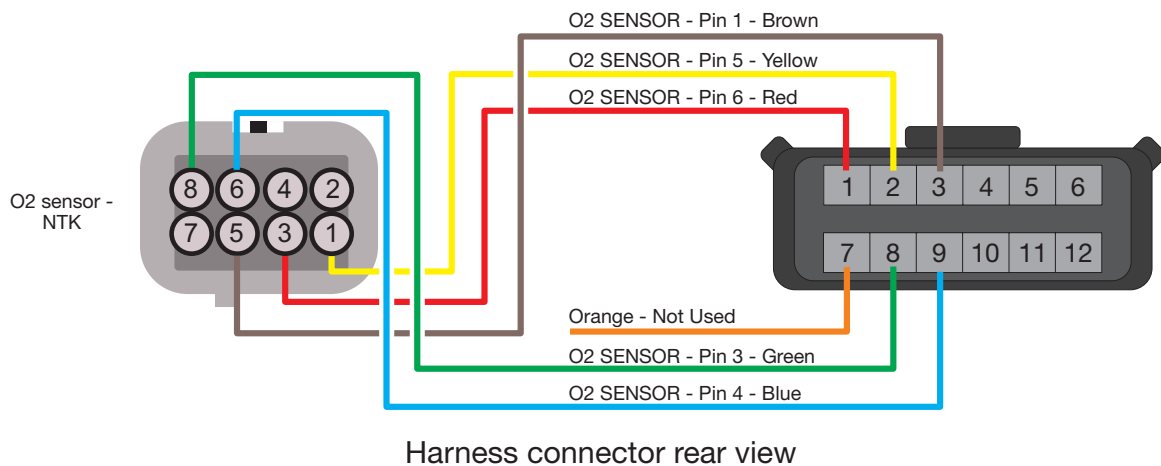 O2 SENSOR - Pin 1 - Brown
O2 SENSOR - Pin 5 - Yellow
O2 SENSOR - Pin 6 - Red
O2 sensor -
NTK
8 6 4 2
7 5 3 1
1 2 3 4 5 6
7 8 9 10 11 12
Orange - Not Used
O2 SENSOR - Pin 3 - Green
O2 SENSOR - Pin 4 - Blue
Harness connector rear view